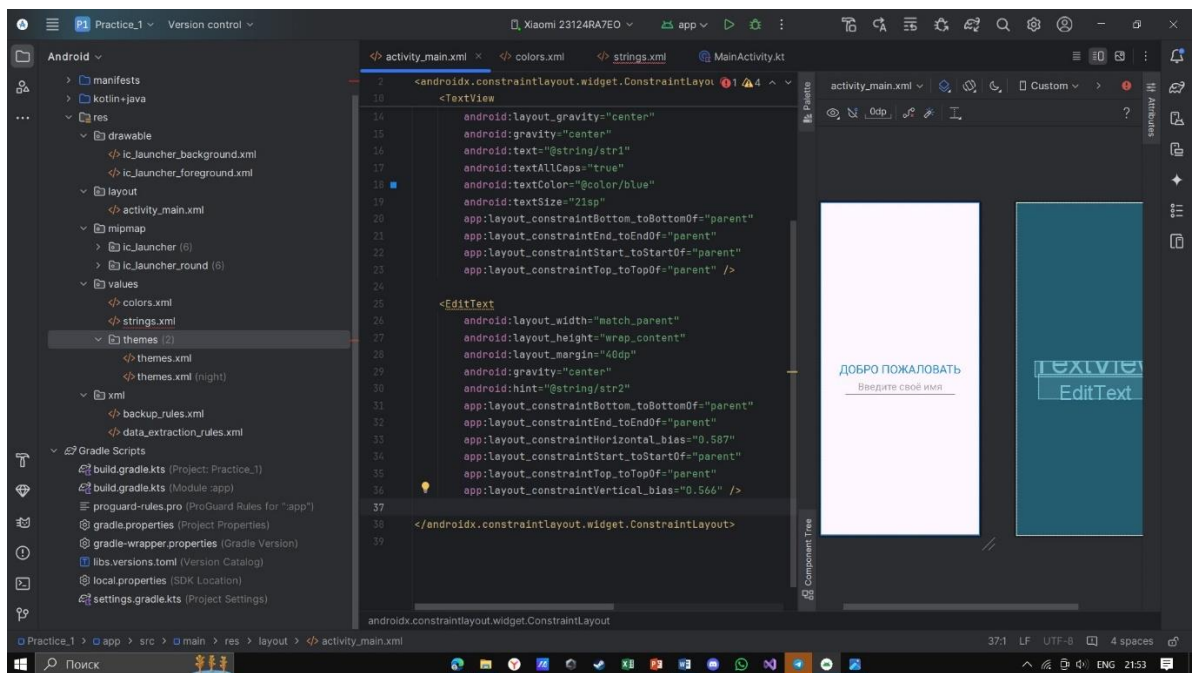 P1 Practice_1 Version control Xiaomi 23124RA7EO app
Android
activity_main.xml colors.xml strings.xml MainActivity.kt
manifests
kotlin+java
res
drawable
ic_launcher_background.xml
ic_launcher_foreground.xml
layout
activity_main.xml
mipmap
ic_launcher (6)
ic_launcher_round (6)
values
colors.xml
strings.xml
themes (2)
themes.xml
themes.xml (night)
xml
backup_rules.xml
data_extraction_rules.xml
Gradle Scripts
build.gradle.kts (Project: Practice_1)
build.gradle.kts (Module :app)
proguard-rules.pro (ProGuard Rules for ":app")
gradle.properties (Project Properties)
gradle-wrapper.properties (Gradle Version)
libs.versions.toml (Version Catalog)
local.properties (SDK Location)
settings.gradle.kts (Project Settings)
2 <androidx.constraintlayout.widget.ConstraintLayou 1 4
10 <TextView
14 android:layout_gravity="center"
15 android:gravity="center"
16 android:text="@string/str1"
17 android:textAllCaps="true"
18 android:textColor="@color/blue"
19 android:textSize="21sp"
20 app:layout_constraintBottom_toBottomOf="parent"
21 app:layout_constraintEnd_toEndOf="parent"
22 app:layout_constraintStart_toStartOf="parent"
23 app:layout_constraintTop_toTopOf="parent" />
24
25 <EditText
26 android:layout_width="match_parent"
27 android:layout_height="wrap_content"
28 android:layout_margin="40dp"
29 android:gravity="center"
30 android:hint="@string/str2"
31 app:layout_constraintBottom_toBottomOf="parent"
32 app:layout_constraintEnd_toEndOf="parent"
33 app:layout_constraintHorizontal_bias="0.587"
34 app:layout_constraintStart_toStartOf="parent"
35 app:layout_constraintTop_toTopOf="parent"
36 app:layout_constraintVertical_bias="0.566" />
37
38 </androidx.constraintlayout.widget.ConstraintLayout>
39
androidx.constraintlayout.widget.ConstraintLayout
Palette
Component Tree
activity_main.xml Custom
0dp
Attributes
ДОБРО ПОЖАЛОВАТЬ
Введите своё имя
TextView
EditText
Practice_1 > app > src > main > res > layout > activity_main.xml
37:1 LF UTF-8 4 spaces
Поиск
ENG 21:53